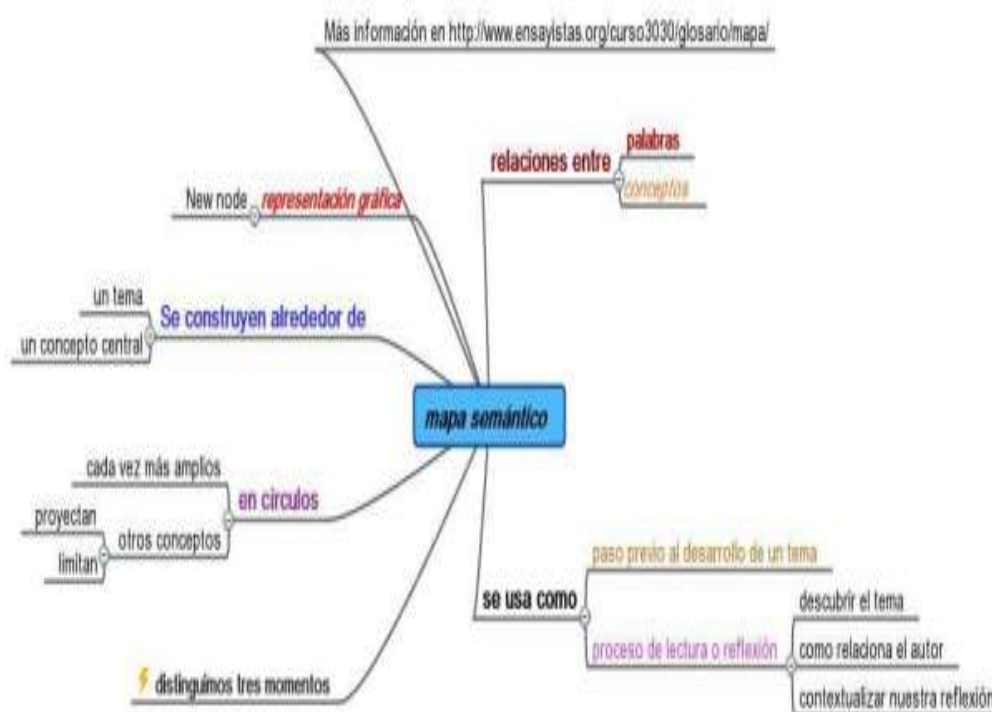 Más información en http://www.ensayistas.org/curso3030/glosario/mapa/
relaciones entre
palabras
conceptos
New node
representación gráfica
un tema
un concepto central
Se construyen alrededor de
mapa semántico
cada vez más amplios
proyectan
limitan
otros conceptos
en círculos
distinguimos tres momentos
se usa como
paso previo al desarrollo de un tema
proceso de lectura o reflexión
descubrir el tema
como relaciona el autor
contextualizar nuestra reflexión